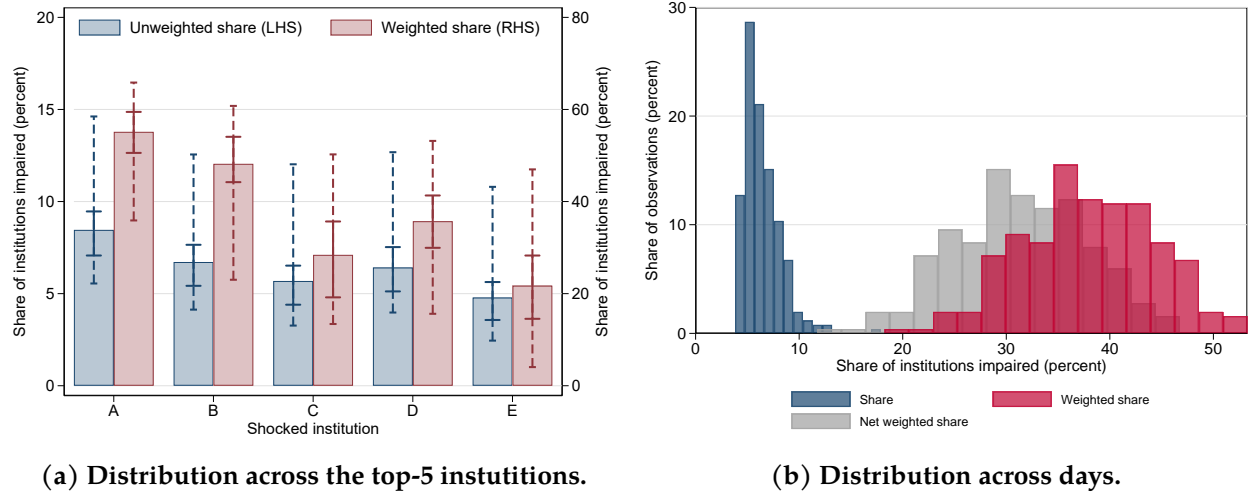 Unweighted share (LHS) Weighted share (RHS)
Share of institutions impaired (percent)
20
15
10
5
0
80
60
40
20
0
Share of institutions impaired (percent)
A B C D E
Shocked institution
(a) Distribution across the top-5 instutitions.
Share of observations (percent)
30
20
10
0
0 10 20 30 40 50
Share of institutions impaired (percent)
Share Weighted share
Net weighted share
(b) Distribution across days.